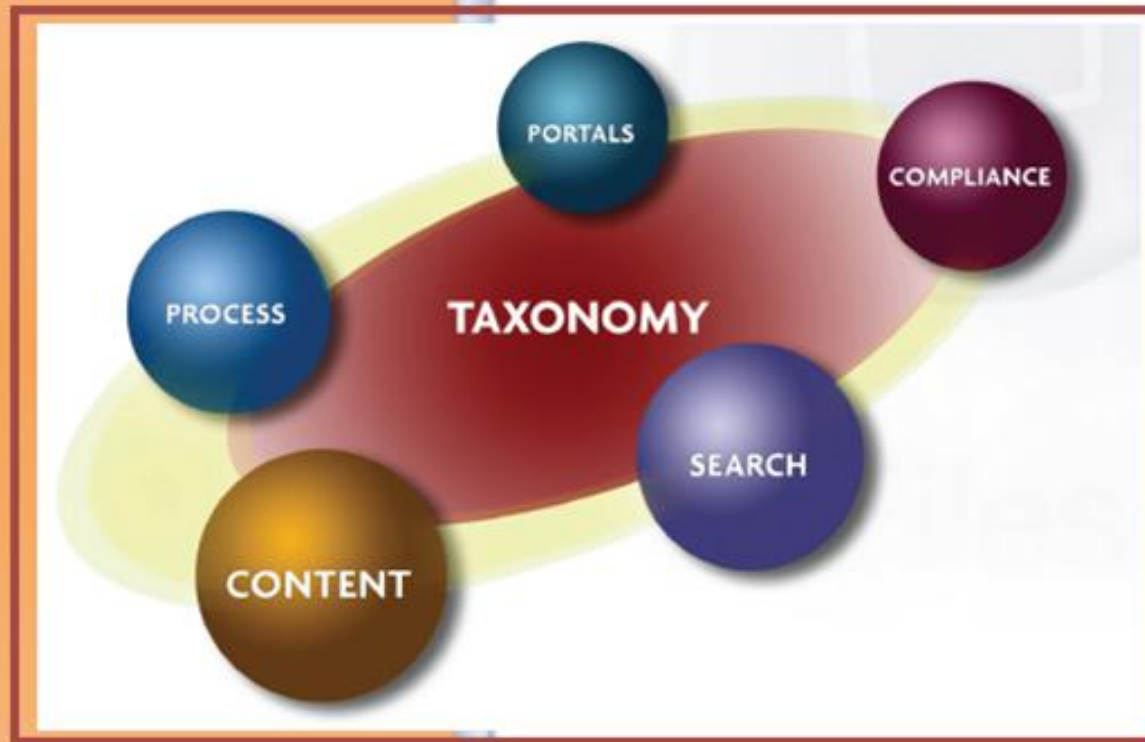 PORTALS
COMPLIANCE
PROCESS
TAXONOMY
SEARCH
CONTENT